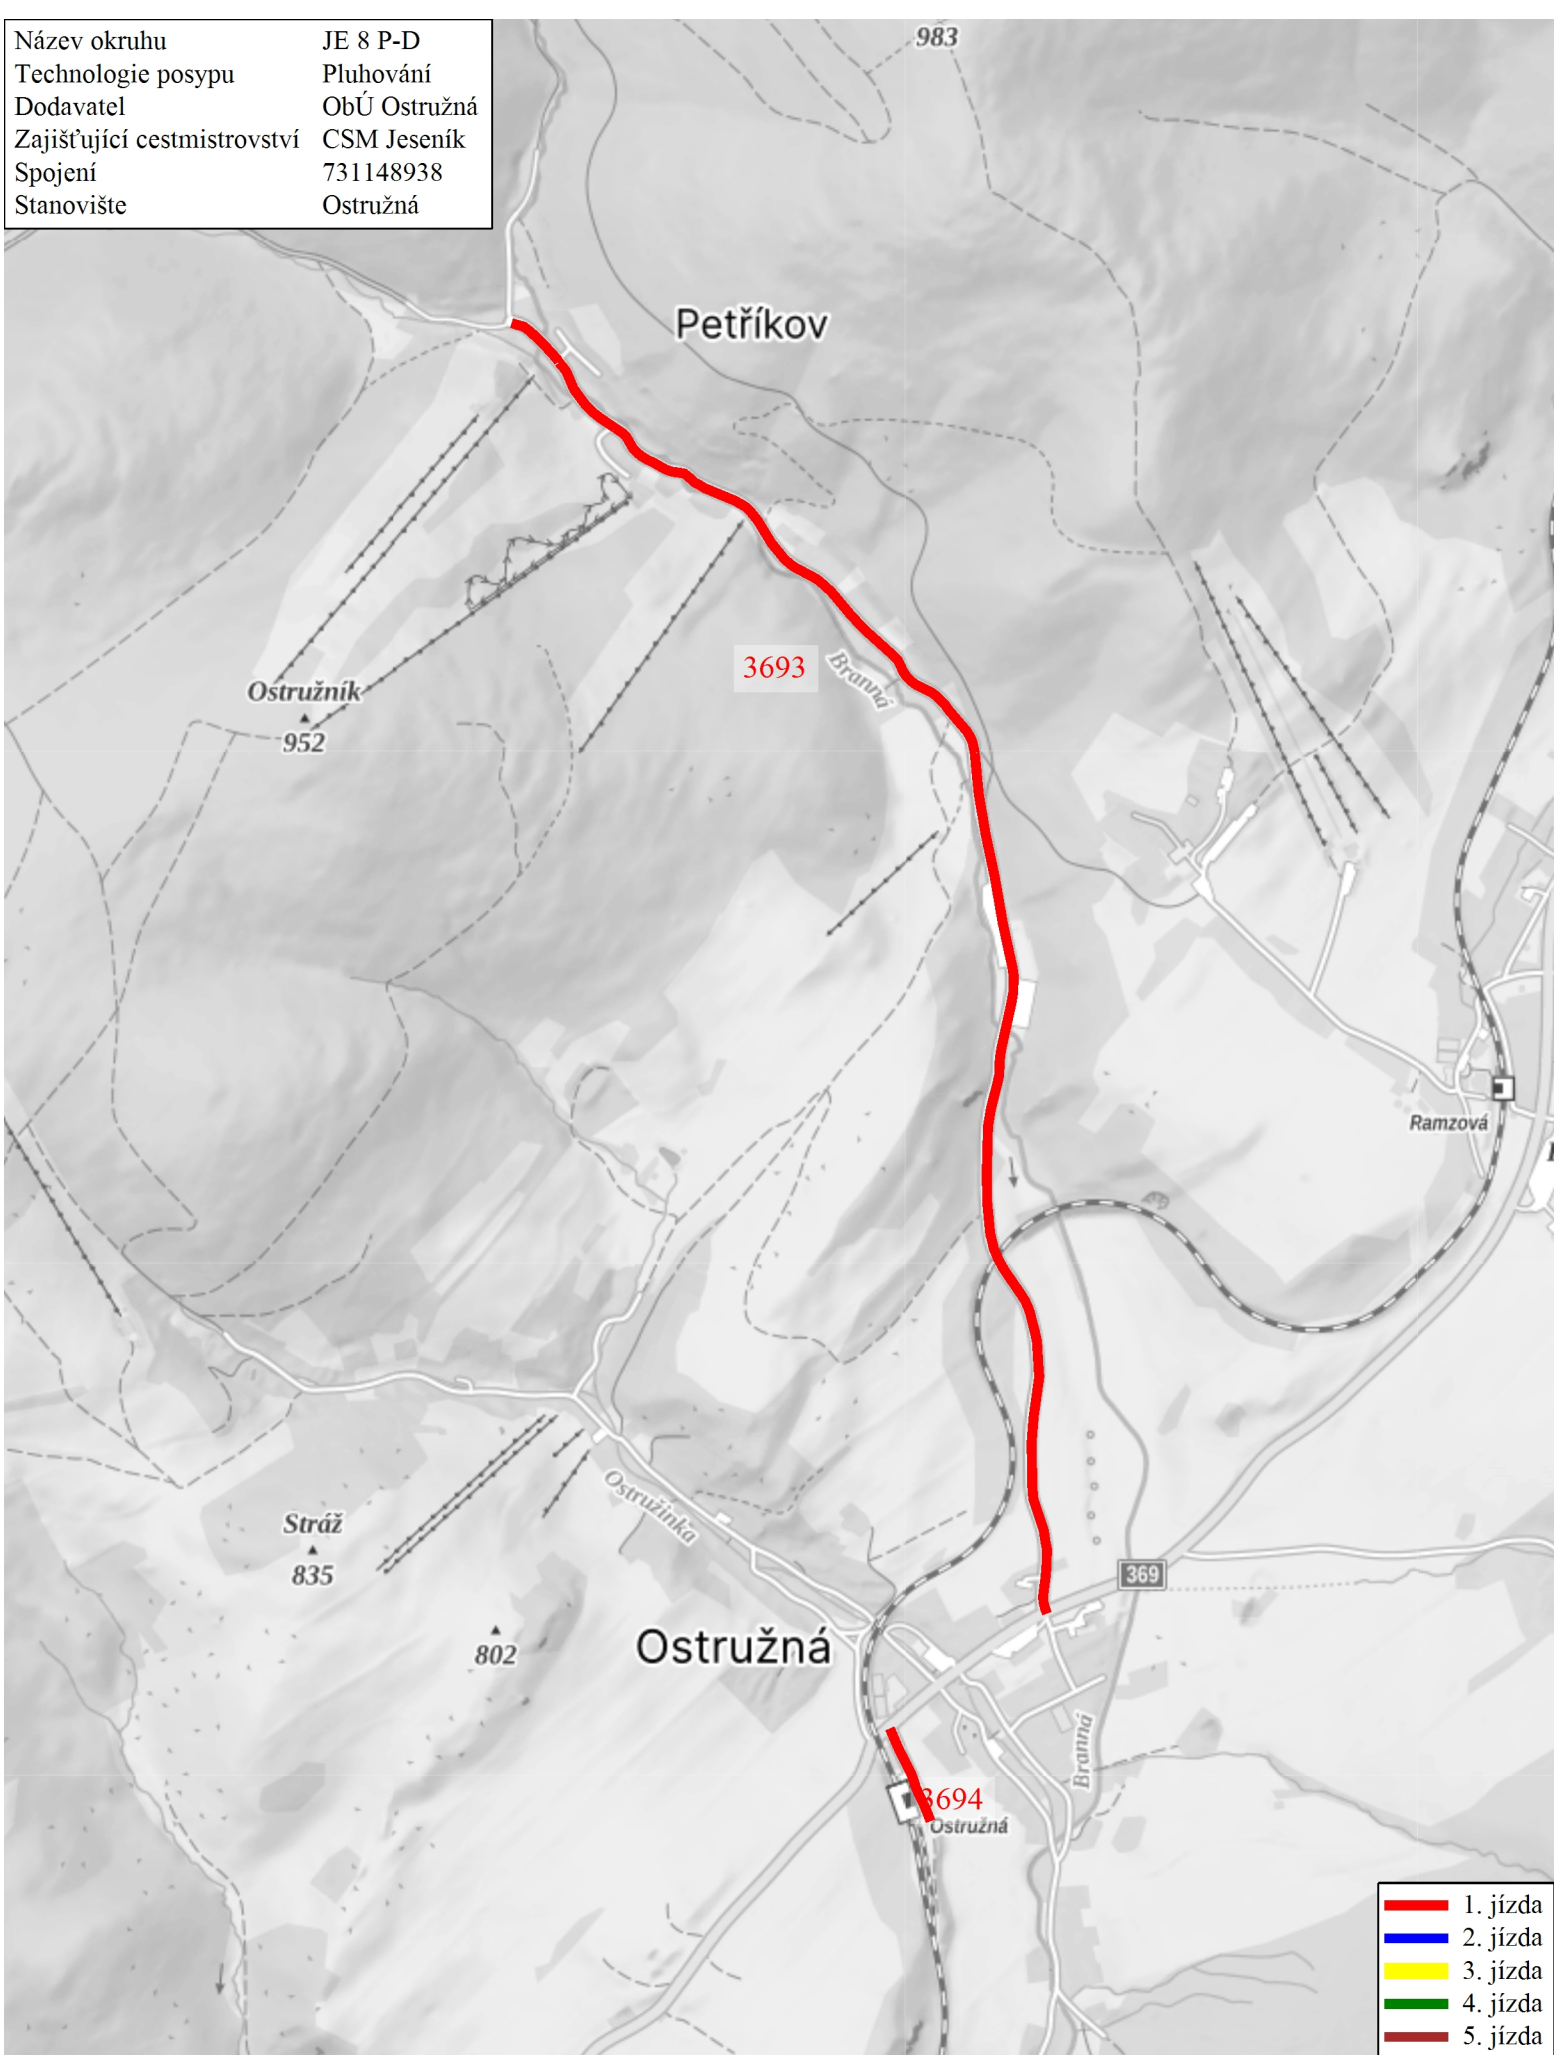 Název okruhu JE 8 P-D
Technologie posypu Pluhování
Dodavatel ObÚ Ostružná
Zajišťující cestmistrovství CSM Jeseník
Spojení 731148938
Stanoviště Ostružná
983
Petříkov
3693
Branná
Ostružník
952
Ramzová
Ostružinka
Stráž
835
369
802
Ostružná
Branná
3694
Ostružná
1. jízda
2. jízda
3. jízda
4. jízda
5. jízda